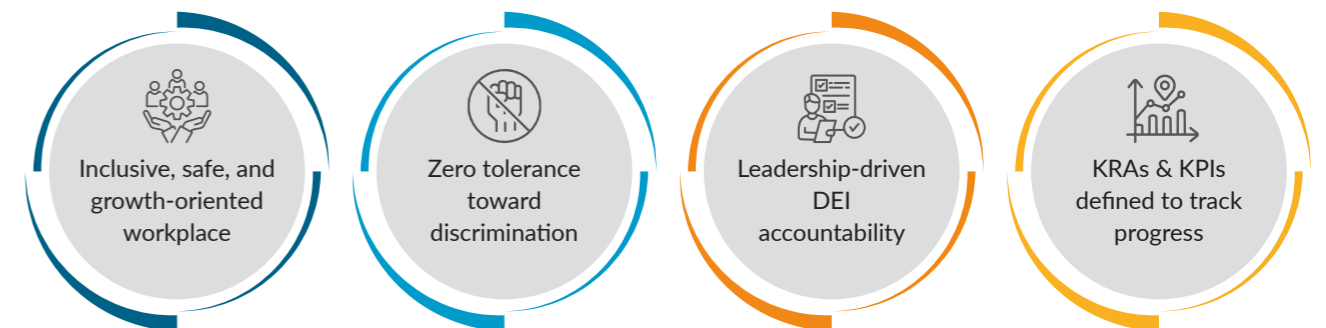 Inclusive, safe, and
growth-oriented
workplace
Zero tolerance
toward
discrimination
Leadership-driven
DEI
accountability
KRAs & KPIs
defined to track
progress